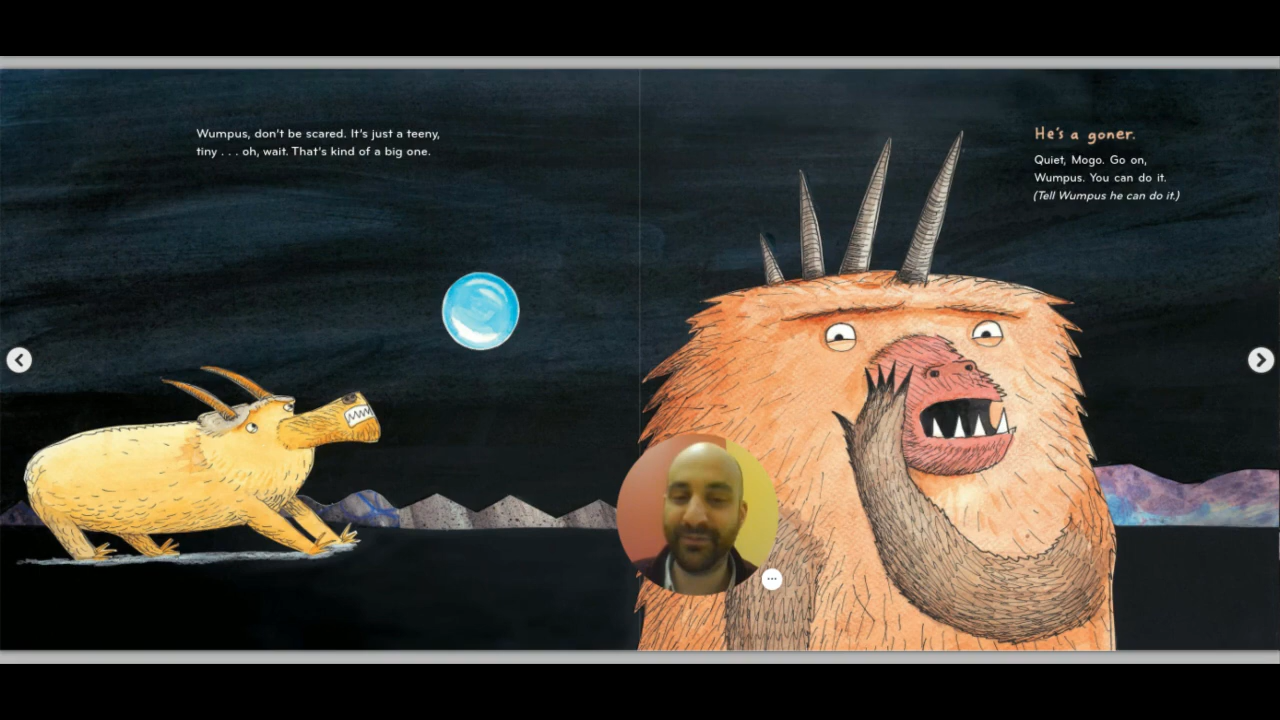 Wumpus, don't be scared. It's just a teeny,
tiny . . . oh, wait. That's kind of a big one.
He's a goner.
Quiet, Mogo. Go on,
Wumpus. You can do it.
(Tell Wumpus he can do it.)